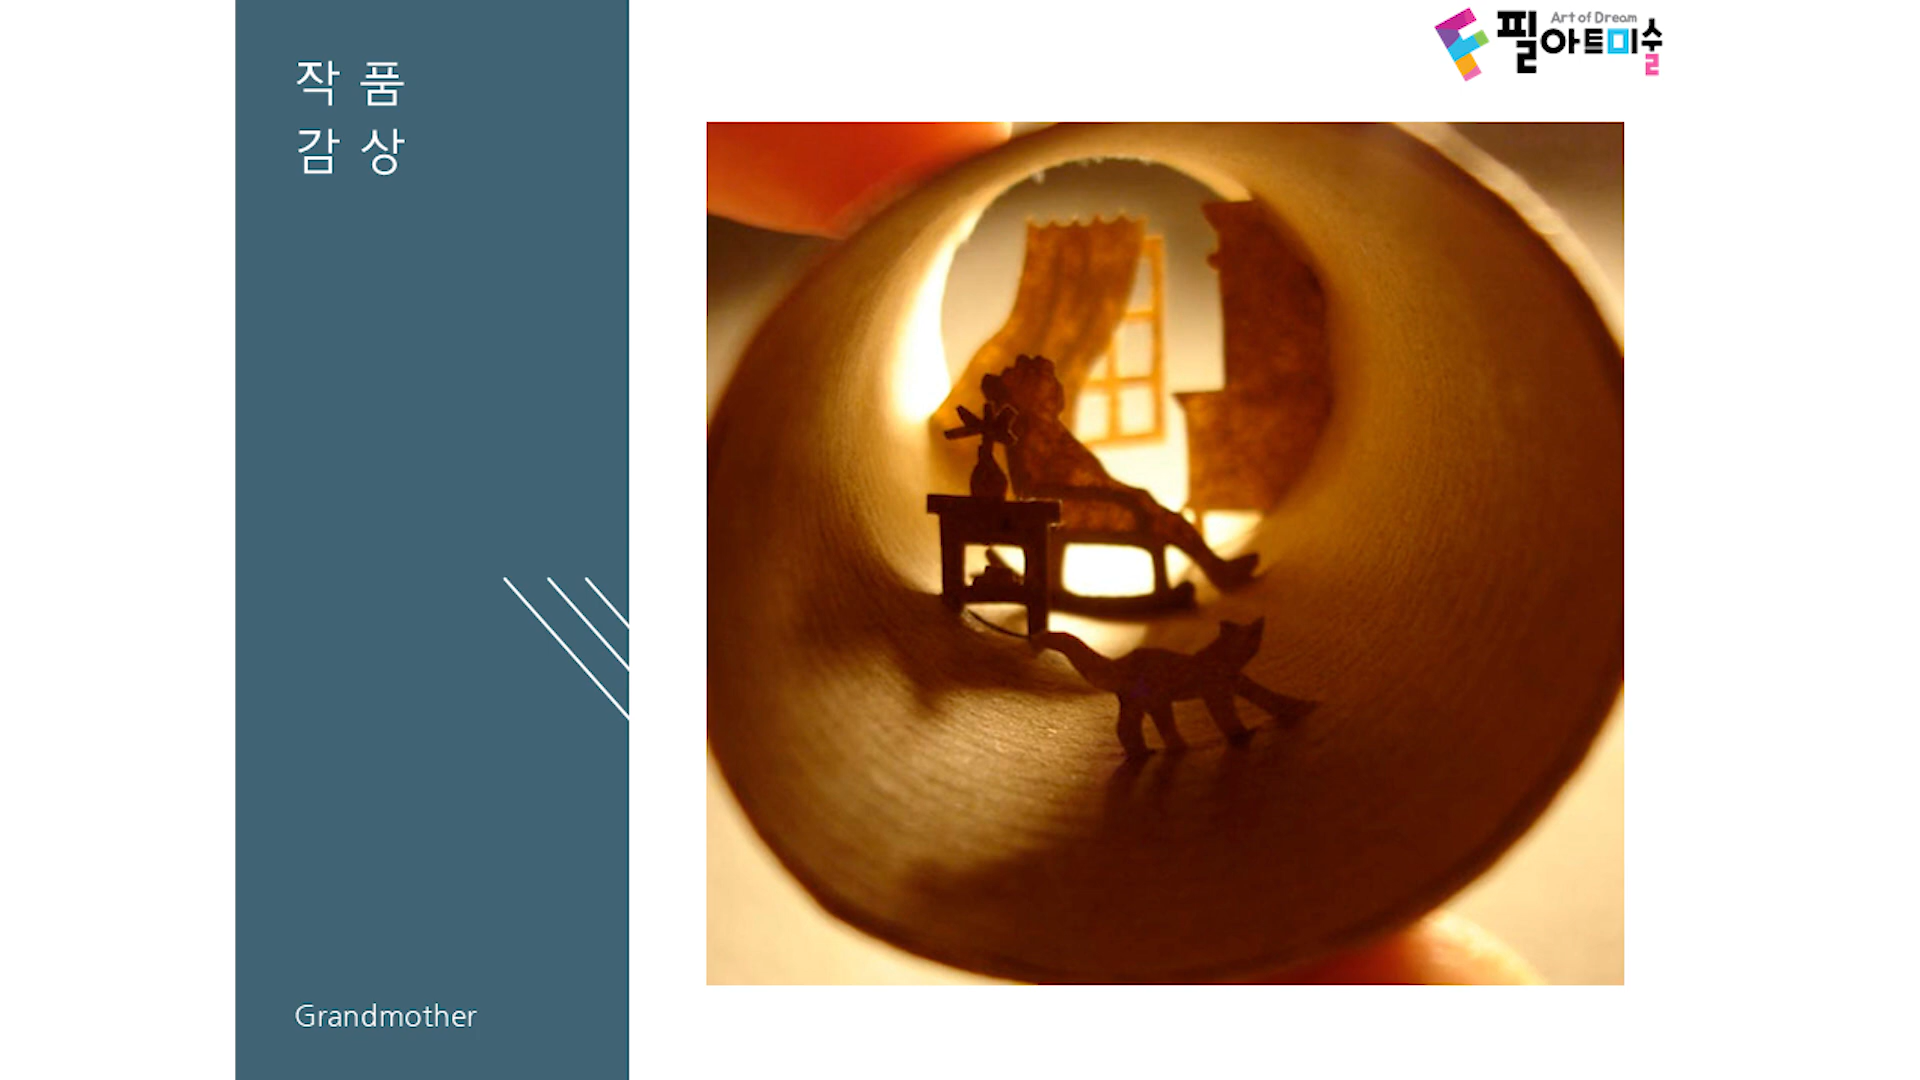 작 품
감 상
Art of Dream
필아트미술
Grandmother